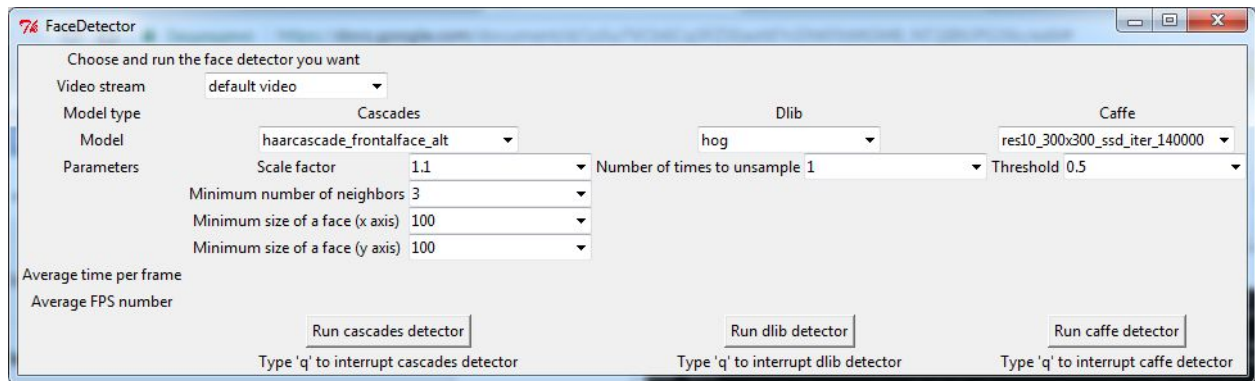 FaceDetector
Choose and run the face detector you want
Video stream default video
Model type Cascades Dlib Caffe
Model haarcascade_frontalface_alt hog res10_300x300_ssd_iter_140000
Parameters Scale factor 1.1 Number of times to unsample 1 Threshold 0.5
Minimum number of neighbors 3
Minimum size of a face (x axis) 100
Minimum size of a face (y axis) 100
Average time per frame
Average FPS number
Run cascades detector Run dlib detector Run caffe detector
Type 'q' to interrupt cascades detector Type 'q' to interrupt dlib detector Type 'q' to interrupt caffe detector